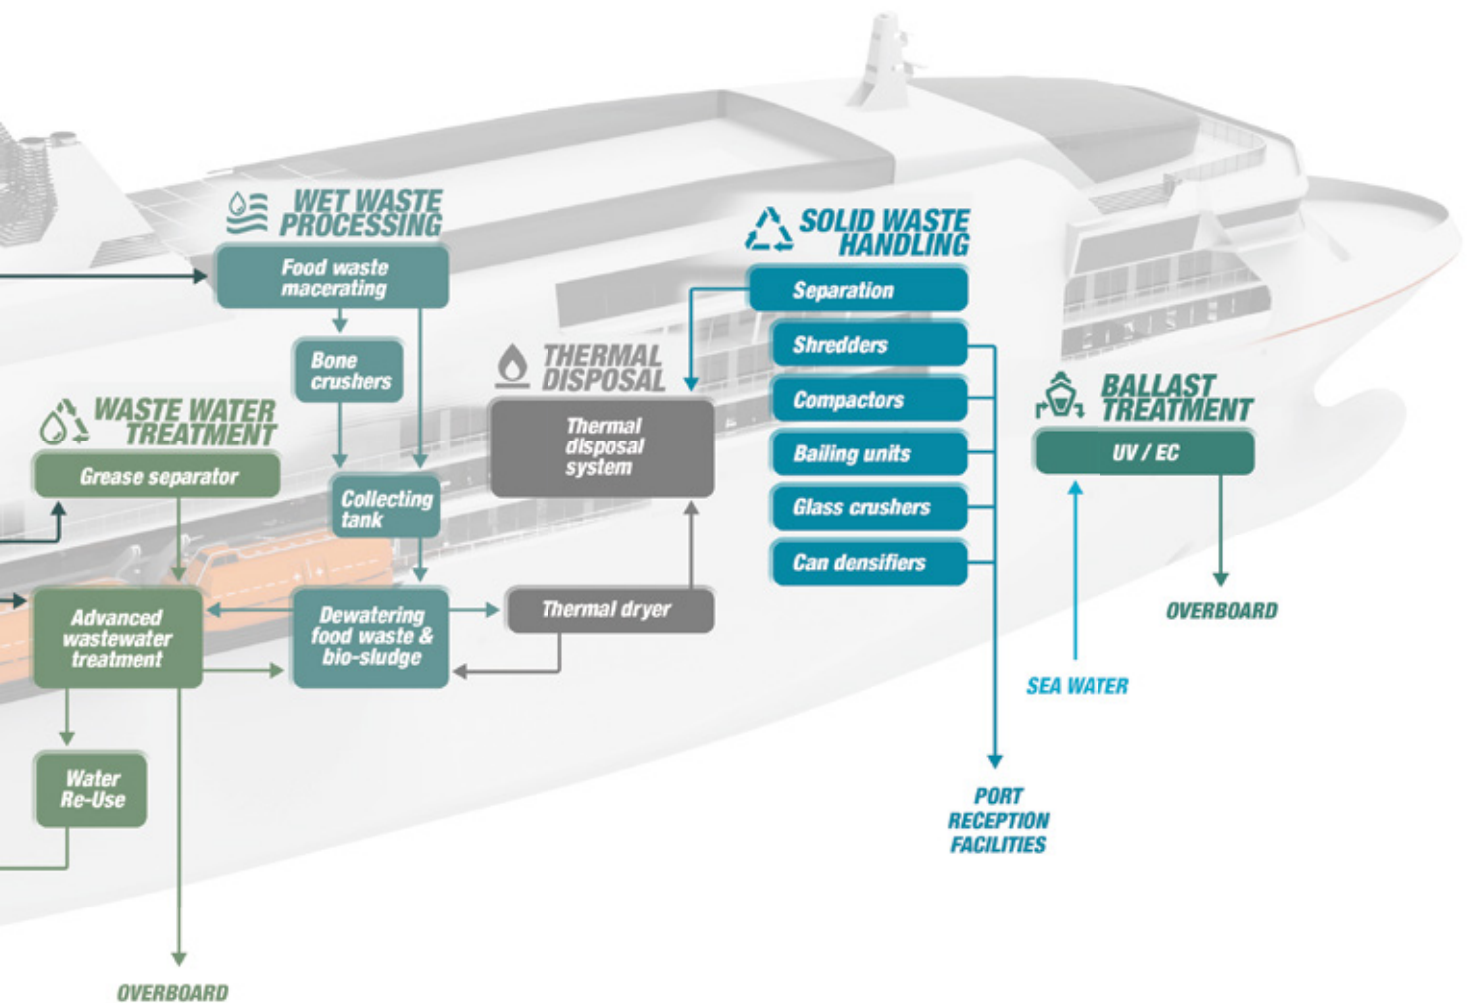 WET WASTE
PROCESSING
Food waste
macerating
Bone
crushers
Collecting
tank
Dewatering
food waste &
bio-sludge
WASTE WATER
TREATMENT
Grease separator
Advanced
wastewater
treatment
Water
Re-Use
OVERBOARD
THERMAL
DISPOSAL
Thermal
disposal
system
Thermal dryer
SOLID WASTE
HANDLING
Separation
Shredders
Compactors
Bailing units
Glass crushers
Can densifiers
PORT
RECEPTION
FACILITIES
BALLAST
TREATMENT
UV / EC
OVERBOARD
SEA WATER